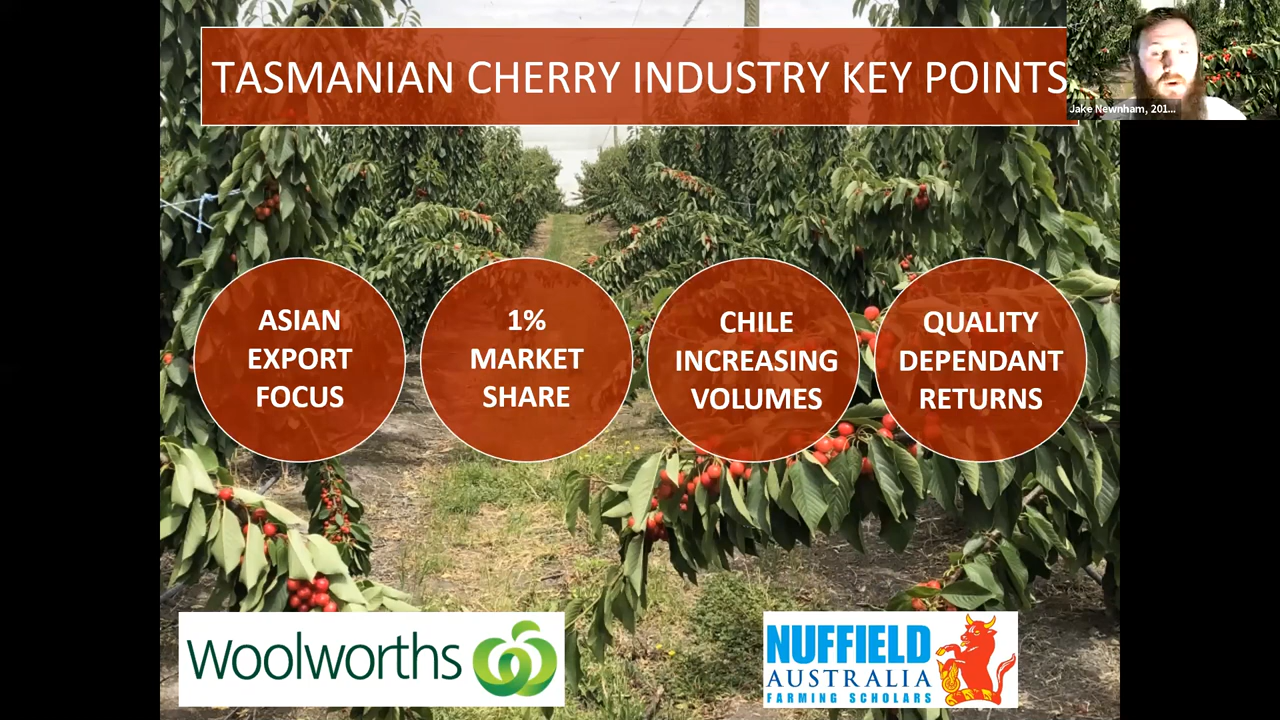 TASMANIAN CHERRY INDUSTRY KEY POINTS
Jake Newnham, 201...
ASIAN
EXPORT
FOCUS
1%
MARKET
SHARE
CHILE
INCREASING
VOLUMES
QUALITY
DEPENDANT
RETURNS
Woolworths
NUFFIELD
AUSTRALIA
FARMING SCHOLARS